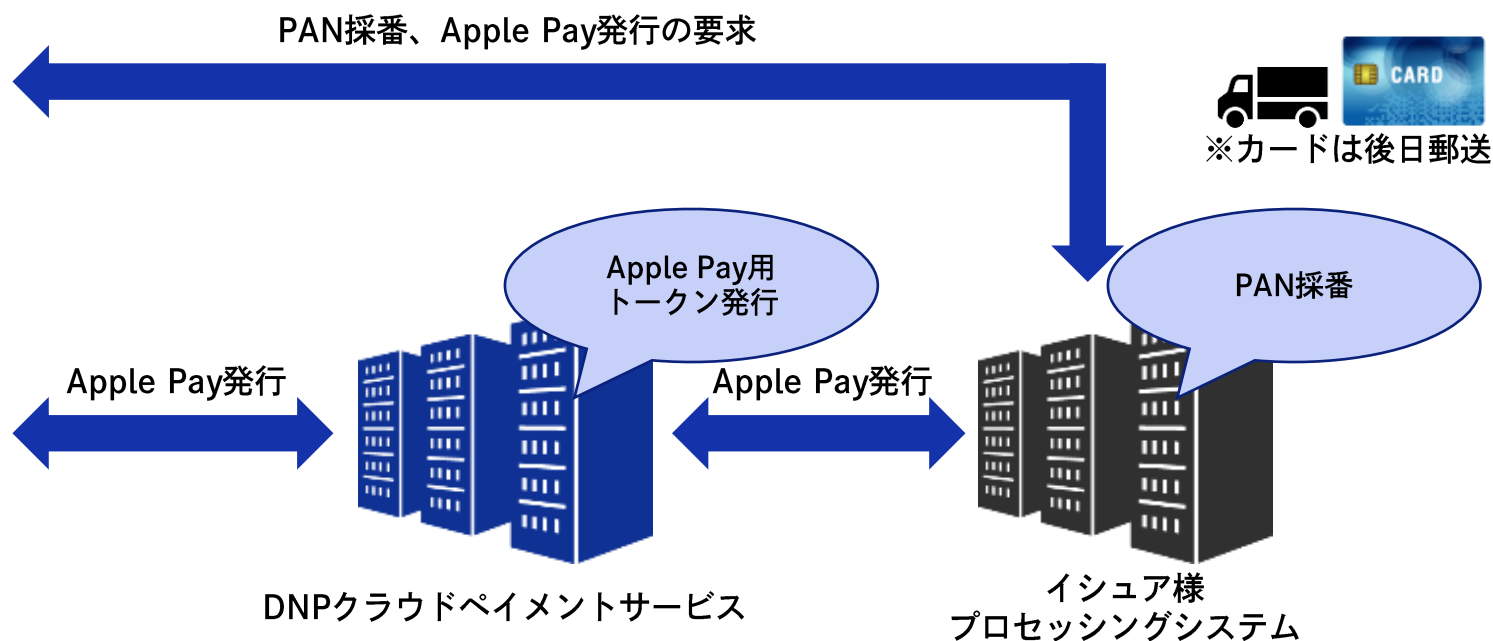 PAN採番、Apple Pay発行の要求
CARD
※カードは後日郵送
Apple Pay用
トークン発行
PAN採番
Apple Pay発行
Apple Pay発行
DNPクラウドペイメントサービス
イシュア様
プロセッシングシステム